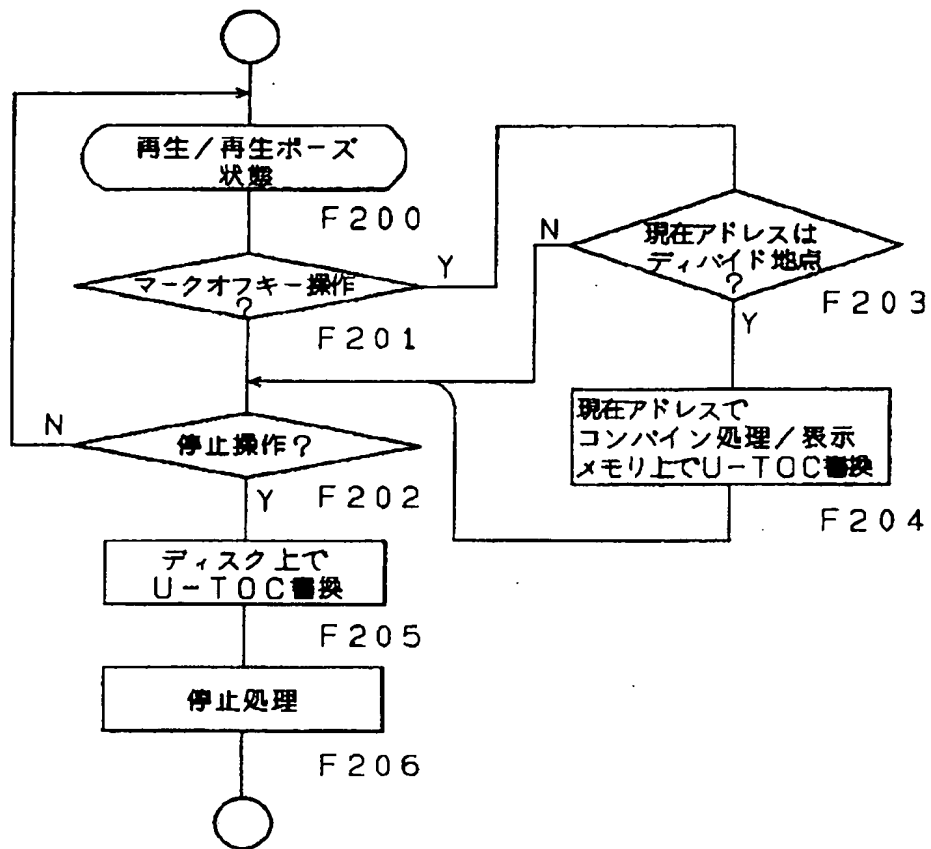 再生／再生ポーズ
状態
F200
マークオフキー操作
？
Y
F201
N
現在アドレスは
ディバイド地点
？
F203
Y
現在アドレスで
コンバイン処理／表示
メモリ上でU－TOC書換
F204
N
停止操作？
F202
Y
ディスク上で
U－TOC書換
F205
停止処理
F206